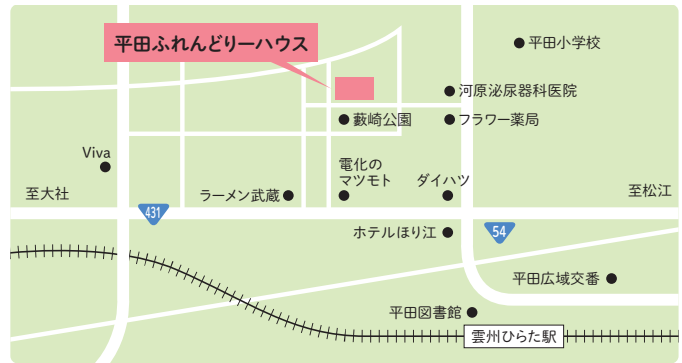 平田ふれんどりーハウス
平田小学校
河原泌尿器科医院
藪崎公園
フラワー薬局
Viva
電化の
マツモト
ダイハツ
至大社
ラーメン武蔵
至松江
431
ホテルほり江
54
平田広域交番
平田図書館
雲州ひらた駅